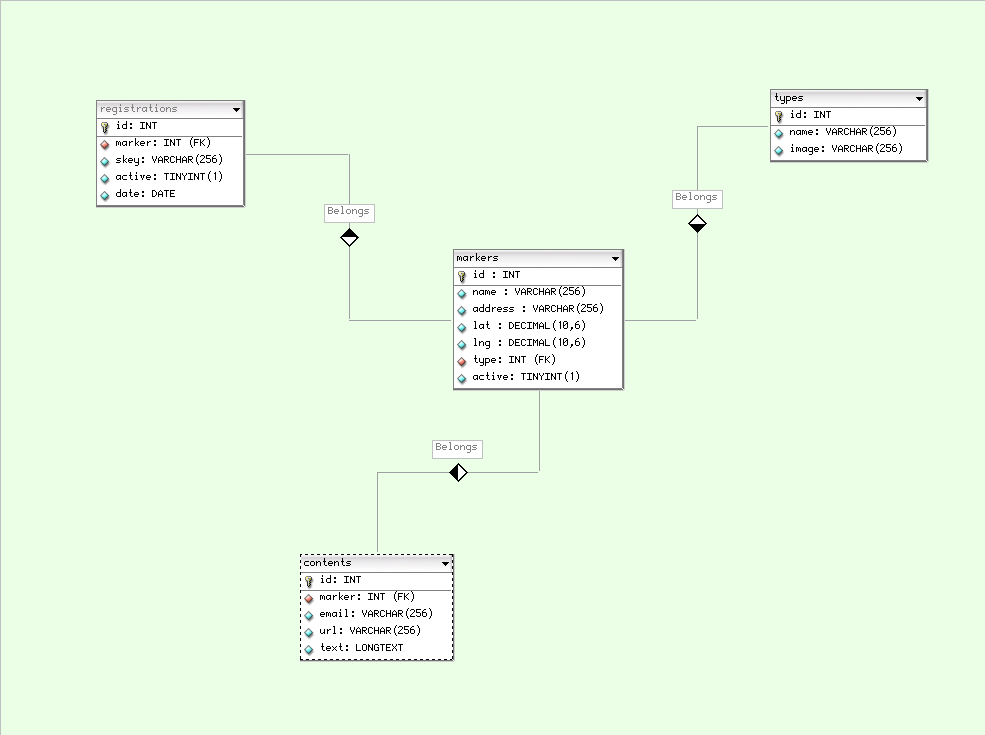 registrations
id: INT
marker: INT (FK)
skey: VARCHAR(256)
active: TINYINT(1)
date: DATE
types
id: INT
name: VARCHAR(256)
image: VARCHAR(256)
Belongs
Belongs
markers
id : INT
name : VARCHAR(256)
address : VARCHAR(256)
lat : DECIMAL(10,6)
lng : DECIMAL(10,6)
type: INT (FK)
active: TINYINT(1)
Belongs
contents
id: INT
marker: INT (FK)
email: VARCHAR(256)
url: VARCHAR(256)
text: LONGTEXT